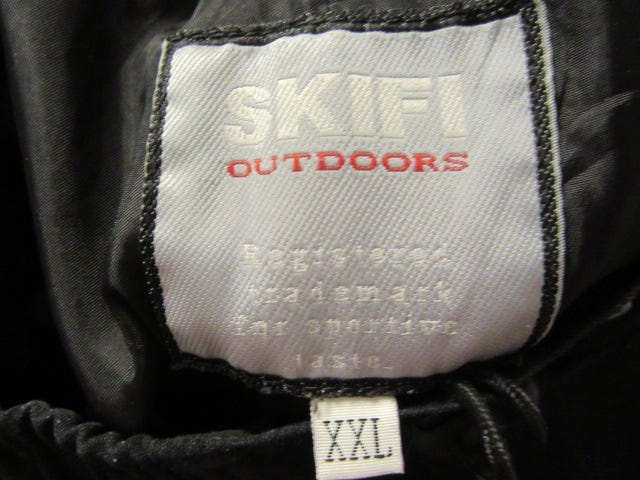 SKIFI
OUTDOORS
Registered
trademark
for sportive
taste.
XXL